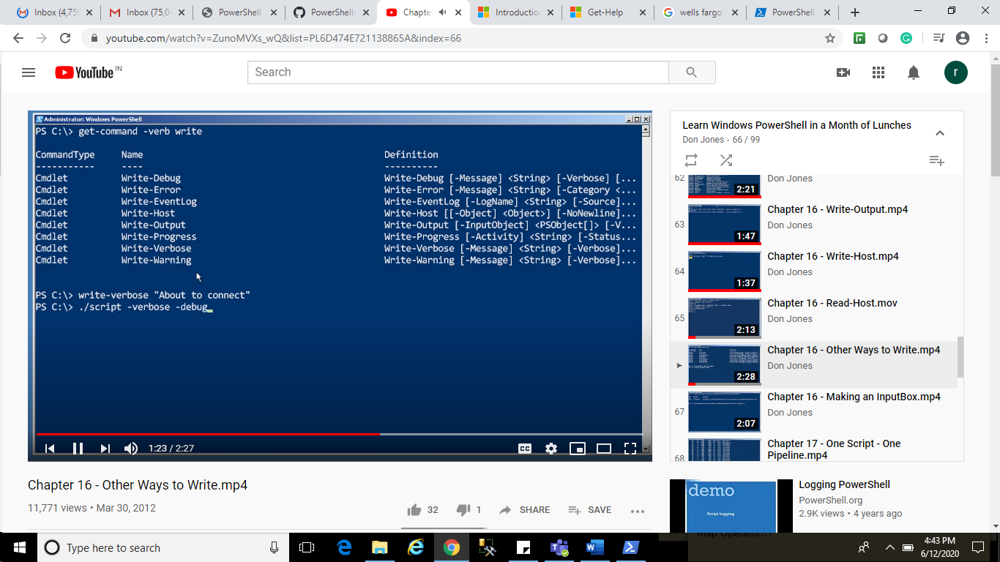 Inbox (4,759
Inbox (75,04
PowerShell
PowerShell/
Chapte
Introduction
Get-Help
wells fargo
PowerShell
youtube.com/watch?v=ZunoMVXs_wQ&list=PL6D474E721138865A&index=66
YouTube IN
Search
r
Administrator: Windows PowerShell
PS C:\> get-command -verb write
CommandType Name Definition
----------- ---- ----------
Cmdlet Write-Debug Write-Debug [-Message] <String> [-Verbose] [...
Cmdlet Write-Error Write-Error [-Message] <String> [-Category <...
Cmdlet Write-EventLog Write-EventLog [-LogName] <String> [-Source]...
Cmdlet Write-Host Write-Host [[-Object] <Object>] [-NoNewline]...
Cmdlet Write-Output Write-Output [-InputObject] <PSObject[]> [-V...
Cmdlet Write-Progress Write-Progress [-Activity] <String> [-Status...
Cmdlet Write-Verbose Write-Verbose [-Message] <String> [-Verbose]...
Cmdlet Write-Warning Write-Warning [-Message] <String> [-Verbose]...
PS C:\> write-verbose "About to connect"
PS C:\> ./script -verbose -debug_
1:23 / 2:27
CC
Chapter 16 - Other Ways to Write.mp4
11,771 views • Mar 30, 2012
32
1
SHARE
SAVE
Learn Windows PowerShell in a Month of Lunches
Don Jones - 66 / 99
62
2:21
Don Jones
63
1:47
Chapter 16 - Write-Output.mp4
Don Jones
64
1:37
Chapter 16 - Write-Host.mp4
Don Jones
65
2:13
Chapter 16 - Read-Host.mov
Don Jones
2:28
Chapter 16 - Other Ways to Write.mp4
Don Jones
67
2:07
Chapter 16 - Making an InputBox.mp4
Don Jones
68
Chapter 17 - One Script - One
Pipeline.mp4
demo
Script logging
Logging PowerShell
PowerShell.org
2.9K views • 4 years ago
Type here to search
4:43 PM
6/12/2020